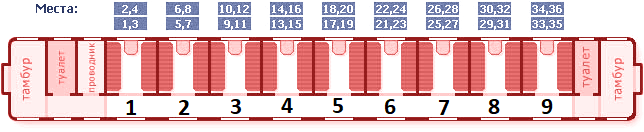 Места: 2,4 6,8 10,12 14,16 18,20 22,24 26,28 30,32 34,36
1,3 5,7 9,11 13,15 17,19 21,23 25,27 29,31 33,35
тамбур туалет проводник 1 2 3 4 5 6 7 8 9 туалет тамбур